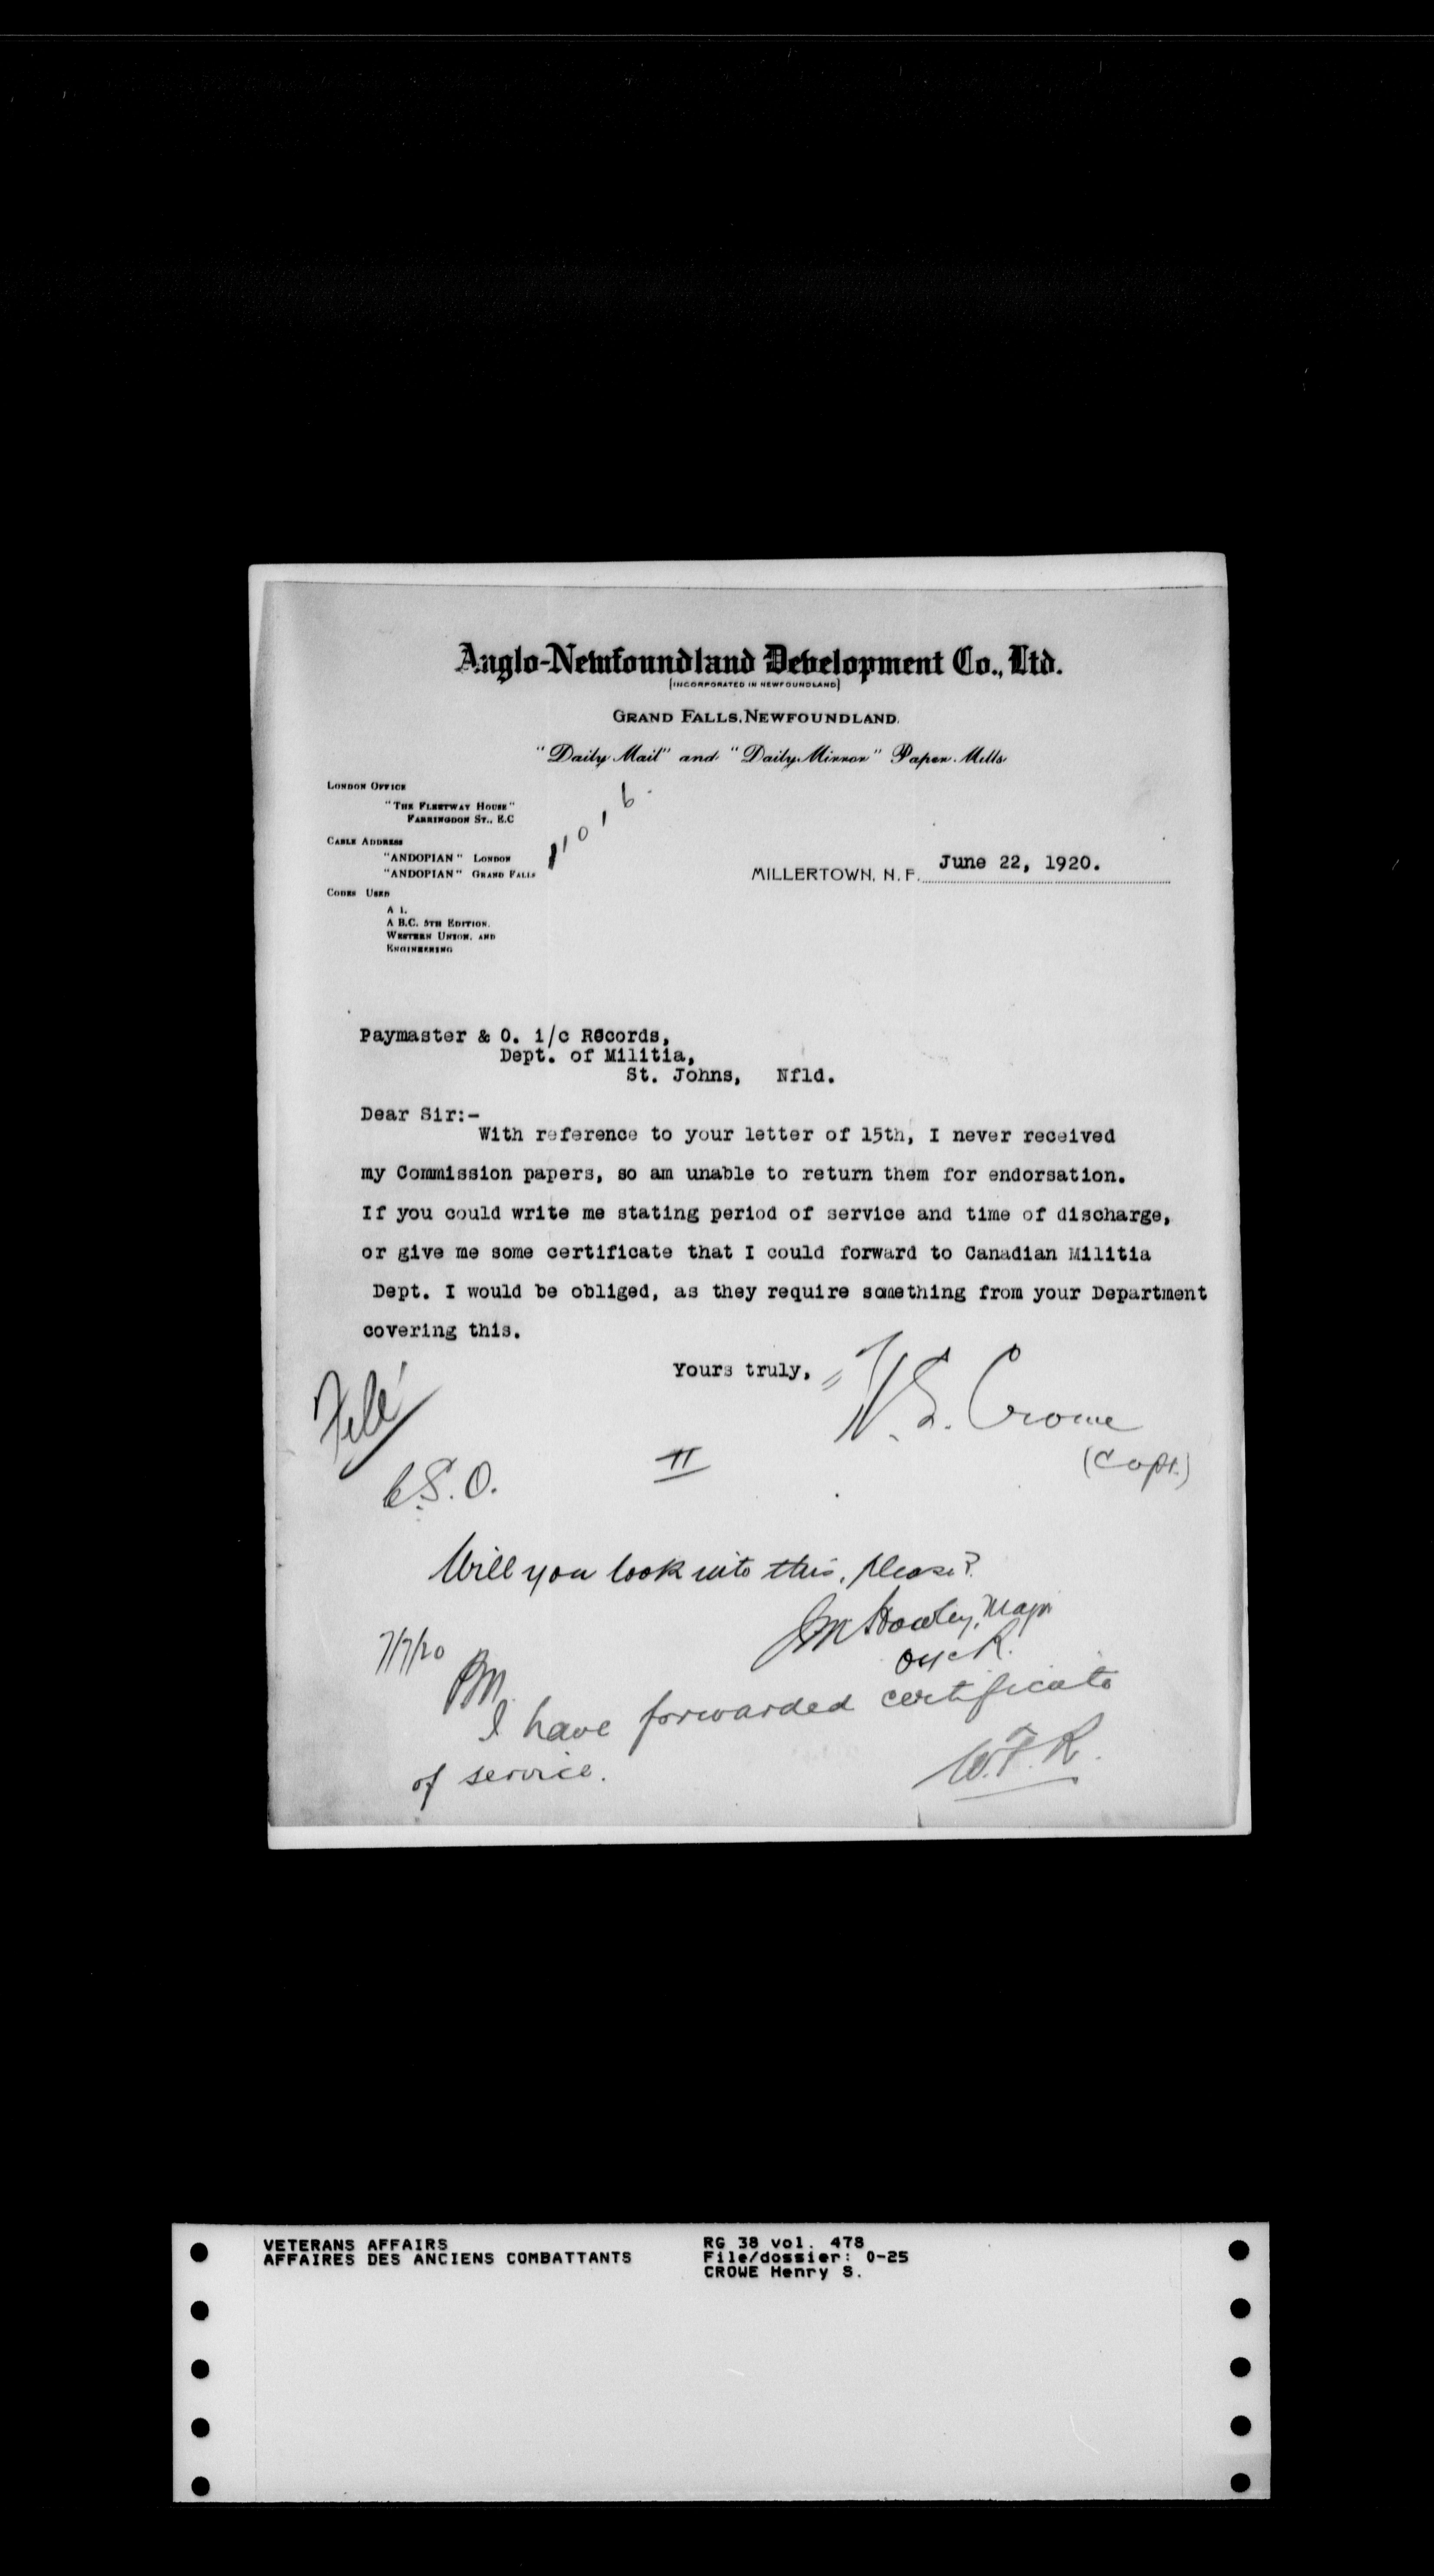 Anglo-Newfoundland Development Co., Ltd.
(INCORPORATED IN NEWFOUNDLAND)
GRAND FALLS, NEWFOUNDLAND.
"Daily Mail" and "Daily Mirror" Paper Mills
LONDON OFFICE
"THE FLEETWAY HOUSE"
FARRINGDON ST., E.C
CABLE ADDRESS
"ANDOPIAN" LONDON
"ANDOPIAN" GRAND FALLS
CODES USED
A 1.
A B.C. 5TH EDITION.
WESTERN UNION, AND
ENGINEERING
MILLERTOWN, N. F. June 22, 1920.
Paymaster & O. i/c Records,
Dept. of Militia,
St. Johns, Nfld.
Dear Sir:-
With reference to your letter of 15th, I never received
my Commission papers, so am unable to return them for endorsation.
If you could write me stating period of service and time of discharge,
or give me some certificate that I could forward to Canadian Militia
Dept. I would be obliged, as they require something from your Department
covering this.
Yours truly,
H. S. Crowe
(Capt.)
File
C.S.O.
II
Will you look into this, please?
JM Howley, Major
O i/c R.
7/7/20
PM
I have forwarded certificate
of service.
W.F.R.
VETERANS AFFAIRS
AFFAIRES DES ANCIENS COMBATTANTS
RG 38 vol. 478
File/dossier: O-25
CROWE Henry S.